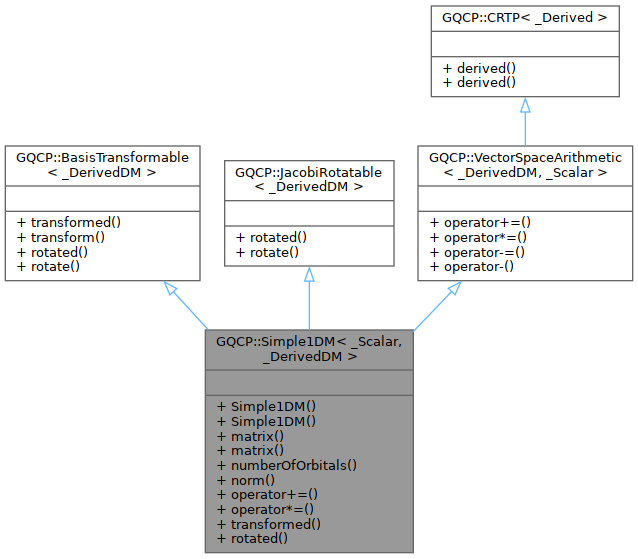 GQCP::CRTP< _Derived >
+ derived()
+ derived()
GQCP::BasisTransformable
< _DerivedDM >
+ transformed()
+ transform()
+ rotated()
+ rotate()
GQCP::JacobiRotatable
< _DerivedDM >
+ rotated()
+ rotate()
GQCP::VectorSpaceArithmetic
< _DerivedDM, _Scalar >
+ operator+=()
+ operator*=()
+ operator-=()
+ operator-()
GQCP::Simple1DM< _Scalar,
_DerivedDM >
+ Simple1DM()
+ Simple1DM()
+ matrix()
+ matrix()
+ numberOfOrbitals()
+ norm()
+ operator+=()
+ operator*=()
+ transformed()
+ rotated()